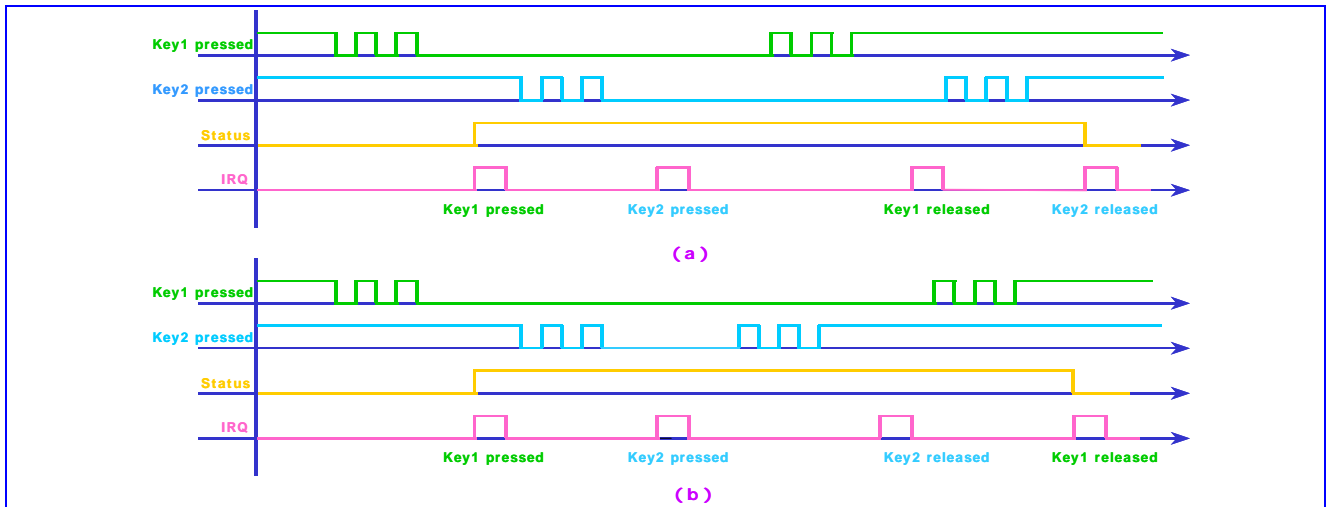 Key1 pressed
Key2 pressed
Status
IRQ
Key1 pressed Key2 pressed Key1 released Key2 released
(a)
Key1 pressed
Key2 pressed
Status
IRQ
Key1 pressed Key2 pressed Key2 released Key1 released
(b)